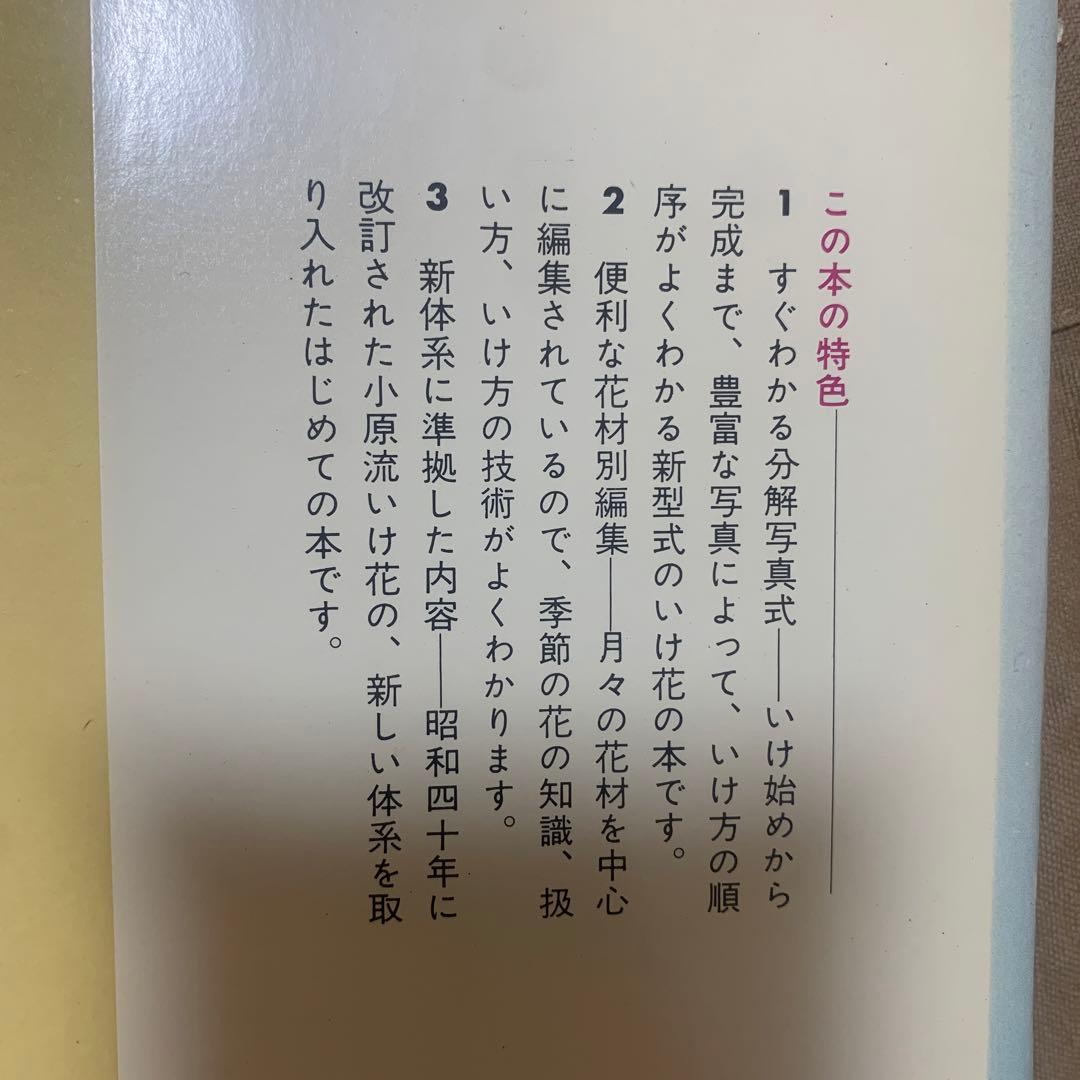 この本の特色
1 すぐわかる分解写真式――いけ始めから
完成まで、豊富な写真によって、いけ方の順
序がよくわかる新型式のいけ花の本です。
2 便利な花材別編集――月々の花材を中心
に編集されているので、季節の花の知識、扱
い方、いけ方の技術がよくわかります。
3 新体系に準拠した内容――昭和四十年に
改訂された小原流いけ花の、新しい体系を取
り入れたはじめての本です。